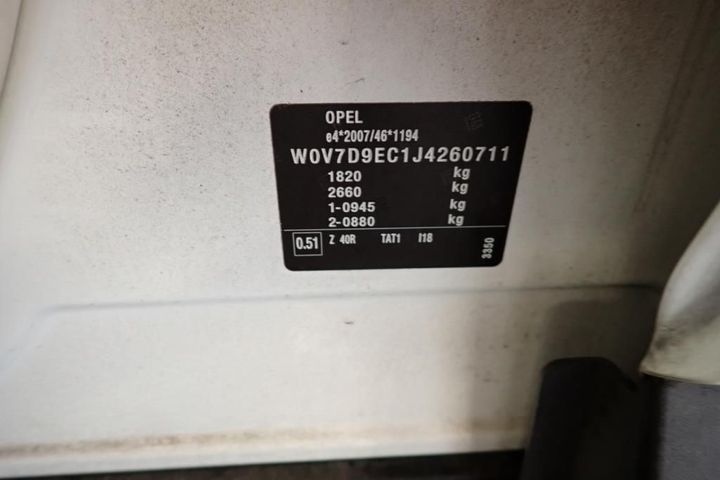 OPEL
e4*2007/46*1194
W0V7D9EC1J4260711
1820 kg
2660 kg
1-0945 kg
2-0880 kg
0.51 Z 40R TAT1 I18
3350